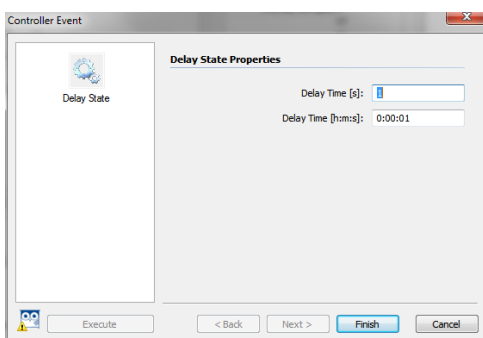 Controller Event
x
Delay State
Delay State Properties
Delay Time [s]: 1
Delay Time [h:m:s]: 0:00:01
Execute
< Back
Next >
Finish
Cancel